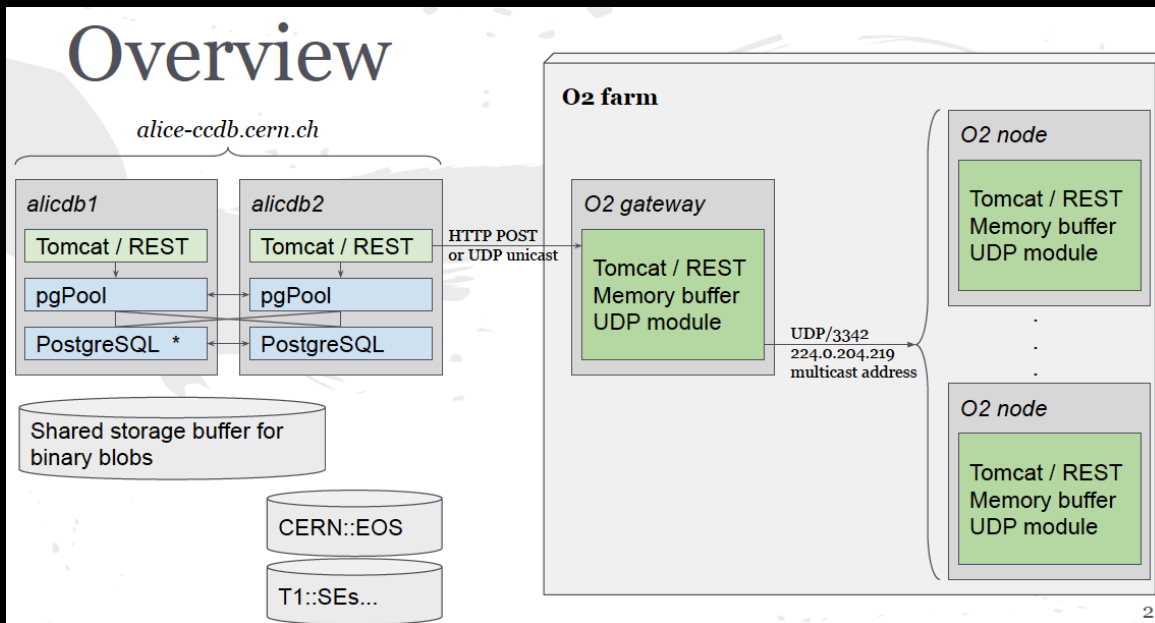 Overview
alice-ccdb.cern.ch
alicdb1
Tomcat / REST
pgPool
PostgreSQL *
alicdb2
Tomcat / REST
pgPool
PostgreSQL
Shared storage buffer for
binary blobs
CERN::EOS
T1::SEs...
HTTP POST
or UDP unicast
O2 farm
O2 gateway
Tomcat / REST
Memory buffer
UDP module
UDP/3342
224.0.204.219
multicast address
O2 node
Tomcat / REST
Memory buffer
UDP module
.
.
.
O2 node
Tomcat / REST
Memory buffer
UDP module
2